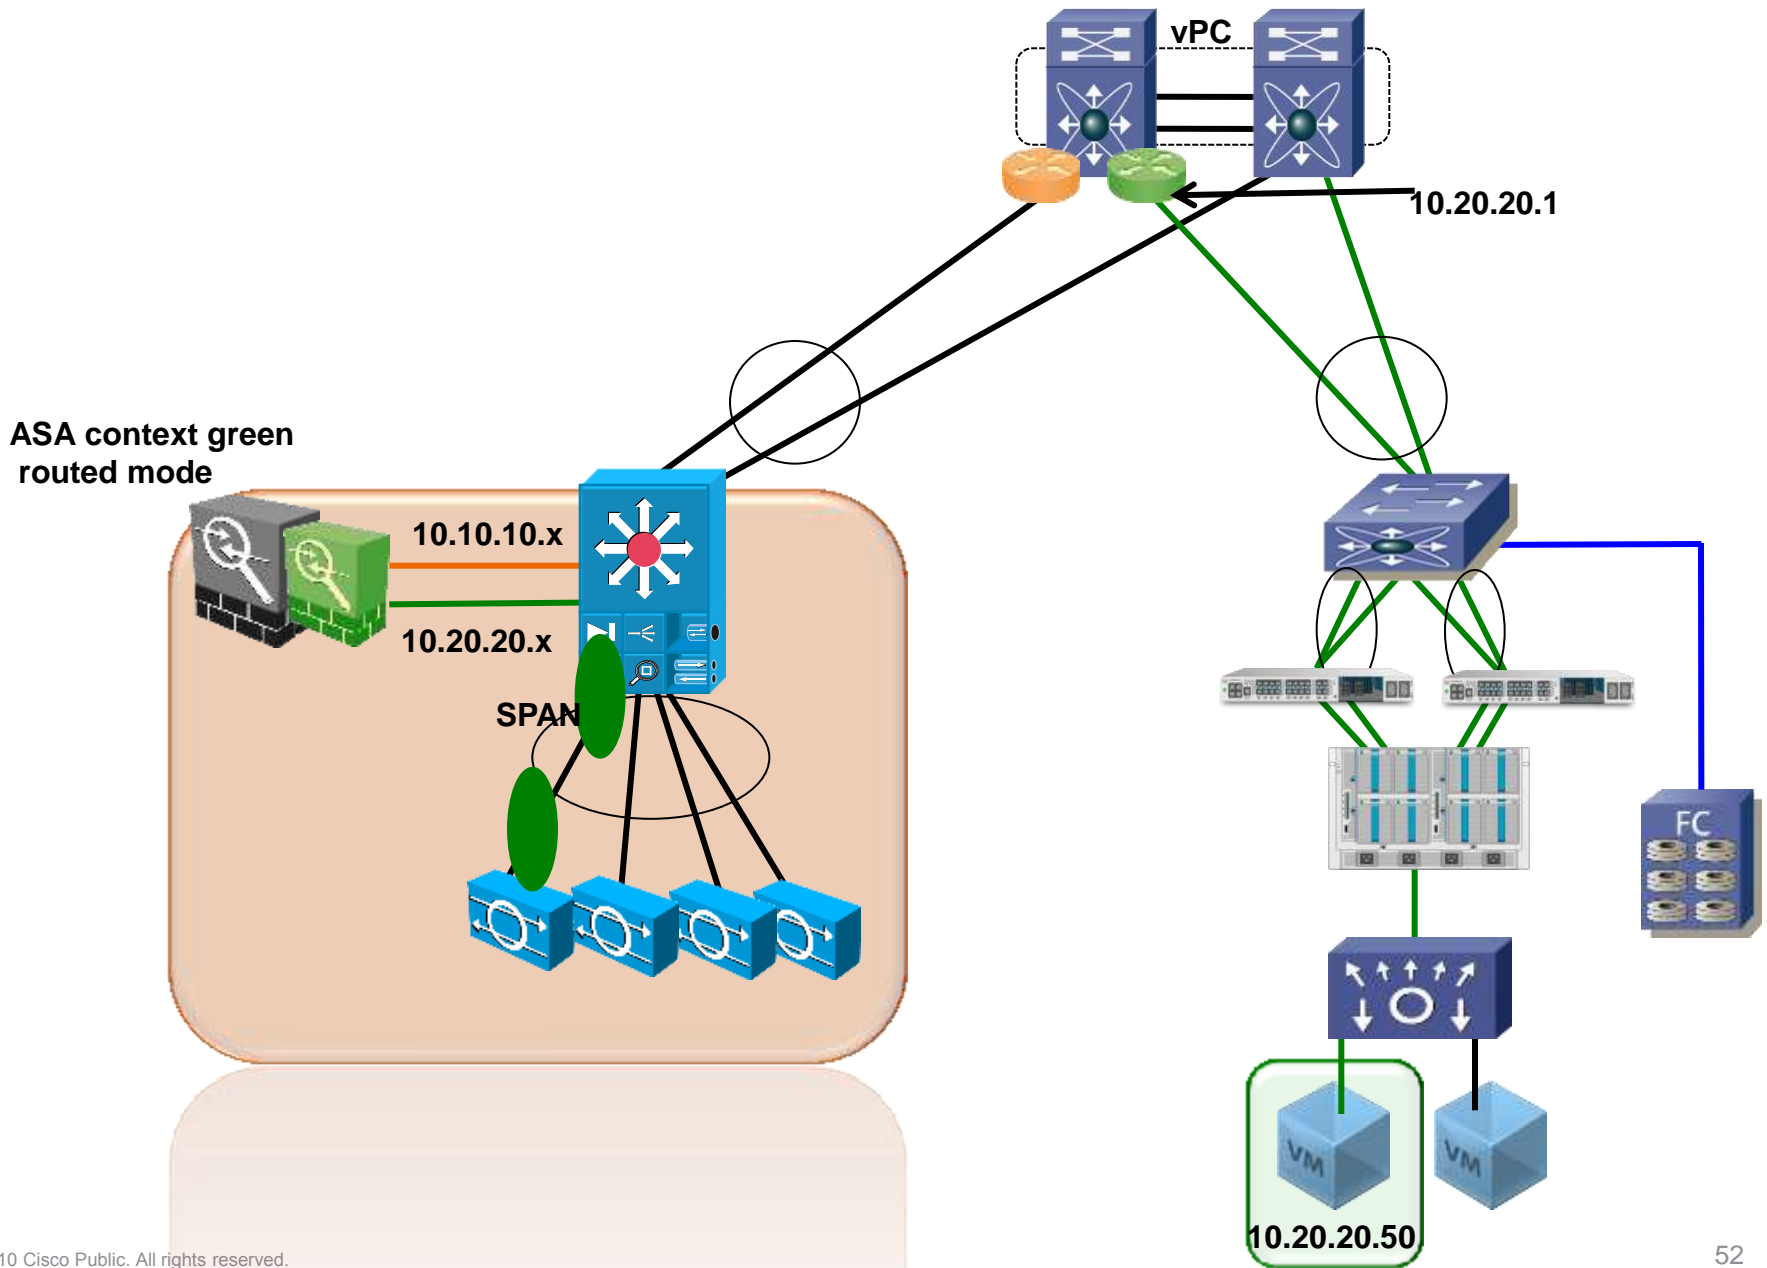 vPC
10.20.20.1
ASA context green
routed mode
10.10.10.x
10.20.20.x
SPAN
FC
VM
VM
10.20.20.50
10 Cisco Public. All rights reserved.
52